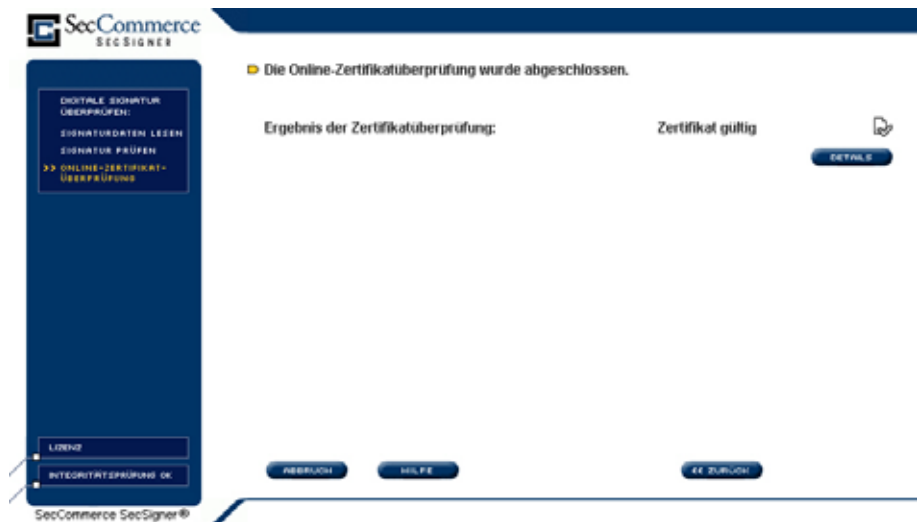 SecCommerce
SECSIGNER
Die Online-Zertifikatüberprüfung wurde abgeschlossen.
DIGITALE SIGNATUR
ÜBERPRÜFEN:
SIGNATURDATEN LESEN
SIGNATUR PRÜFEN
>> ONLINE-ZERTIFIKAT-
ÜBERPRÜFUNG
Ergebnis der Zertifikatüberprüfung: Zertifikat gültig
DETAILS
LIZENZ
INTEGRITÄTSPRÜFUNG OK
ABBRUCH HILFE << ZURÜCK
SecCommerce SecSigner®